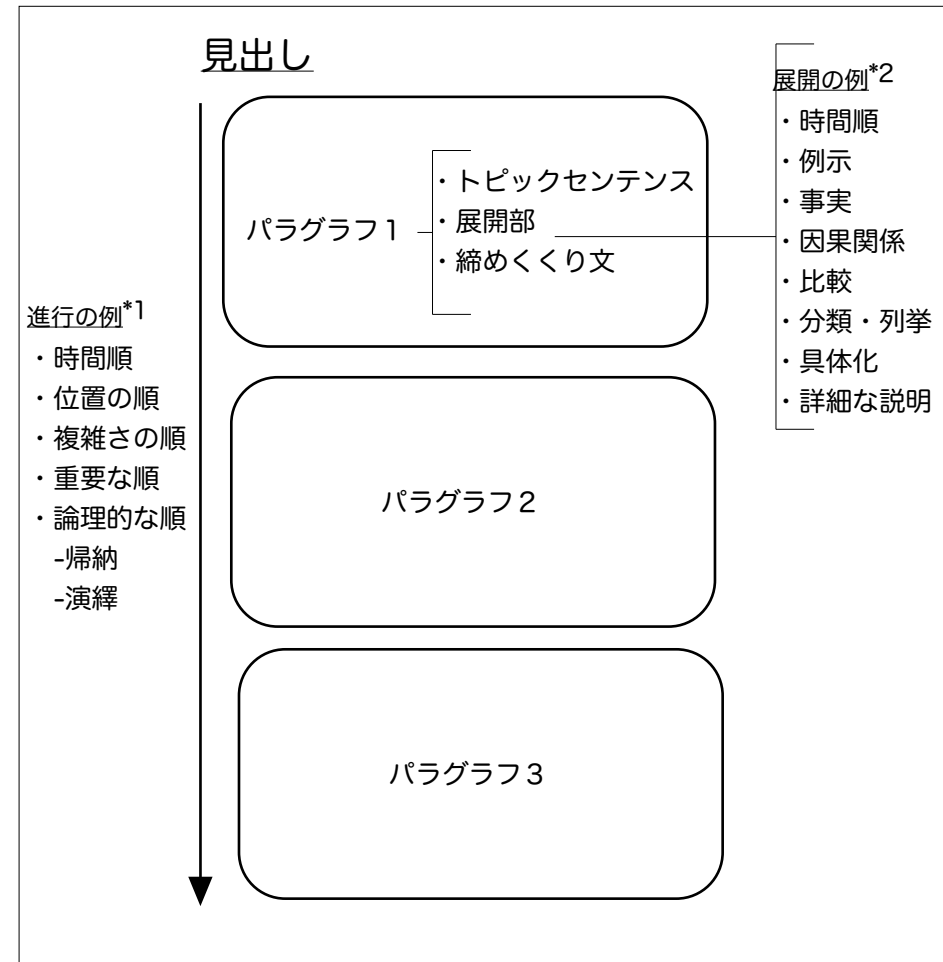 見出し
展開の例*2
・時間順
・例示
・事実
・因果関係
・比較
・分類・列挙
・具体化
・詳細な説明
パラグラフ１
・トピックセンテンス
・展開部
・締めくくり文
進行の例*1
・時間順
・位置の順
・複雑さの順
・重要な順
・論理的な順
-帰納
-演繹
パラグラフ２
パラグラフ３